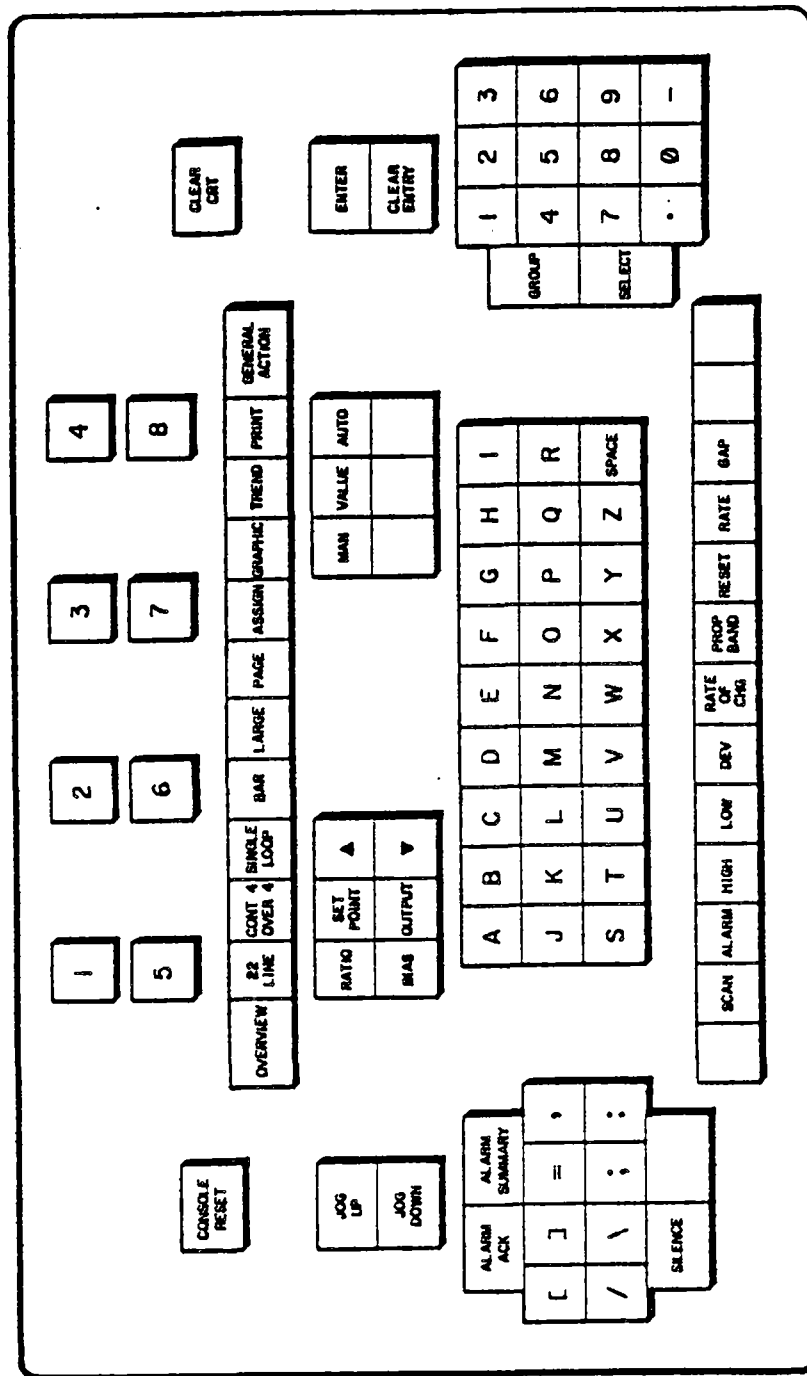 1 2 3 4
5 6 7 8
CONSOLE RESET
CLEAR CRT
OVERVIEW 22 LINE CONT 4 OVER 4 SINGLE LOOP BAR LARGE PAGE ASSIGN GRAPHIC TREND PRINT GENERAL ACTION
JOG UP
JOG DOWN
RATIO SET POINT ▲
BIAS OUTPUT ▼
MAN VALUE AUTO
ENTER
CLEAR ENTRY
ALARM ACK ALARM SUMMARY
[ ] = ,
/ \ ; :
SILENCE
A B C D E F G H I
J K L M N O P Q R
S T U V W X Y Z SPACE
GROUP
SELECT
1 2 3
4 5 6
7 8 9
. 0 -
SCAN ALARM HIGH LOW DEV RATE OF CHG PROP BAND RESET RATE GAP